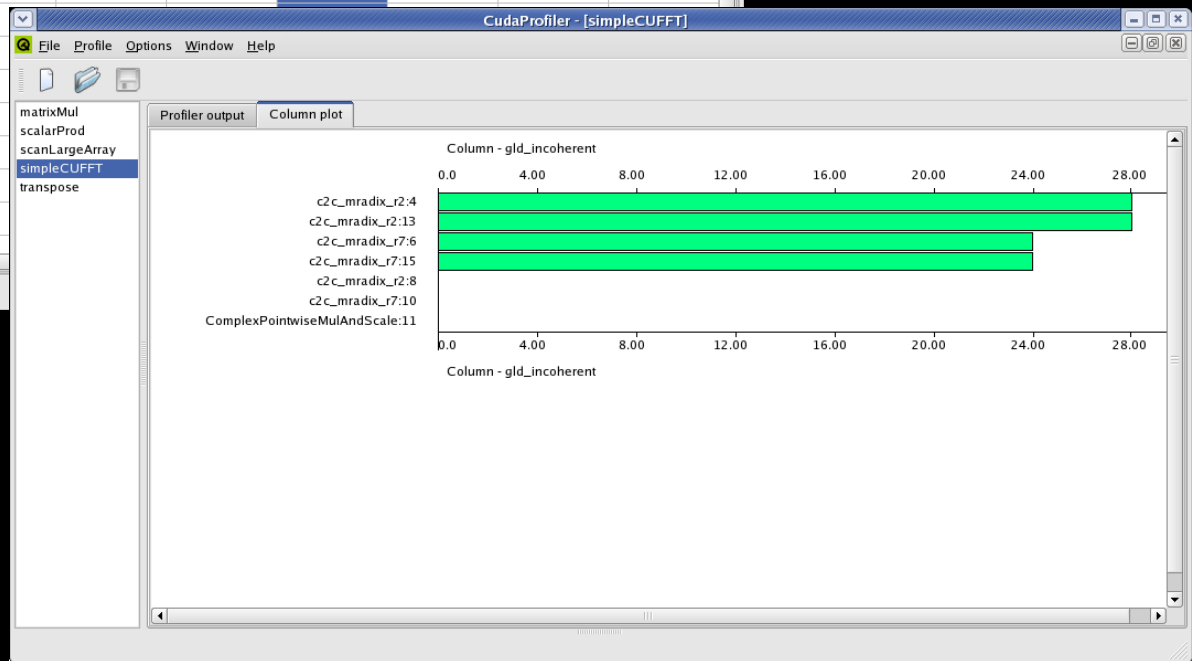 CudaProfiler - [simpleCUFFT]
File Profile Options Window Help
matrixMul
scalarProd
scanLargeArray
simpleCUFFT
transpose
Profiler output Column plot
Column - gld_incoherent
0.0 4.00 8.00 12.00 16.00 20.00 24.00 28.00
c2c_mradix_r2:4
c2c_mradix_r2:13
c2c_mradix_r7:6
c2c_mradix_r7:15
c2c_mradix_r2:8
c2c_mradix_r7:10
ComplexPointwiseMulAndScale:11
0.0 4.00 8.00 12.00 16.00 20.00 24.00 28.00
Column - gld_incoherent